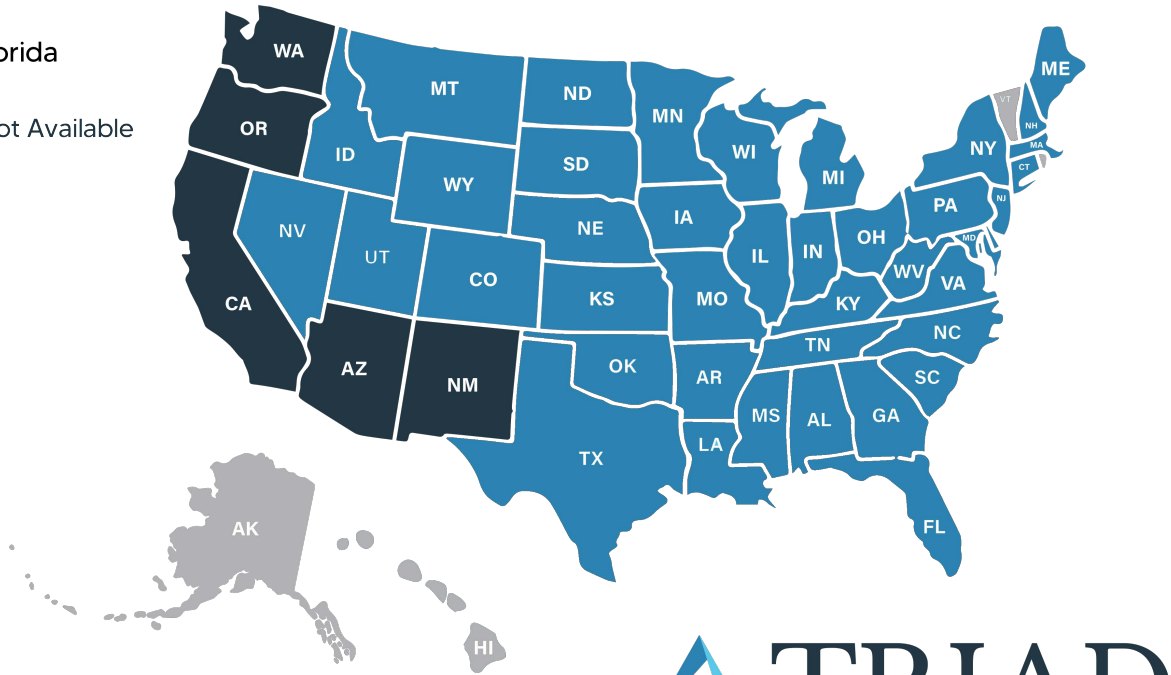 orida
ot Available
WA
MT
ND
MN
ME
VT
NH
OR
ID
SD
WI
MI
NY
MA
CT
WY
PA
NJ
NV
NE
IA
OH
MD
UT
CO
IL
IN
WV
VA
CA
KS
MO
KY
NC
TN
AZ
NM
OK
AR
SC
MS
AL
GA
LA
TX
AK
FL
HI
TRIAD